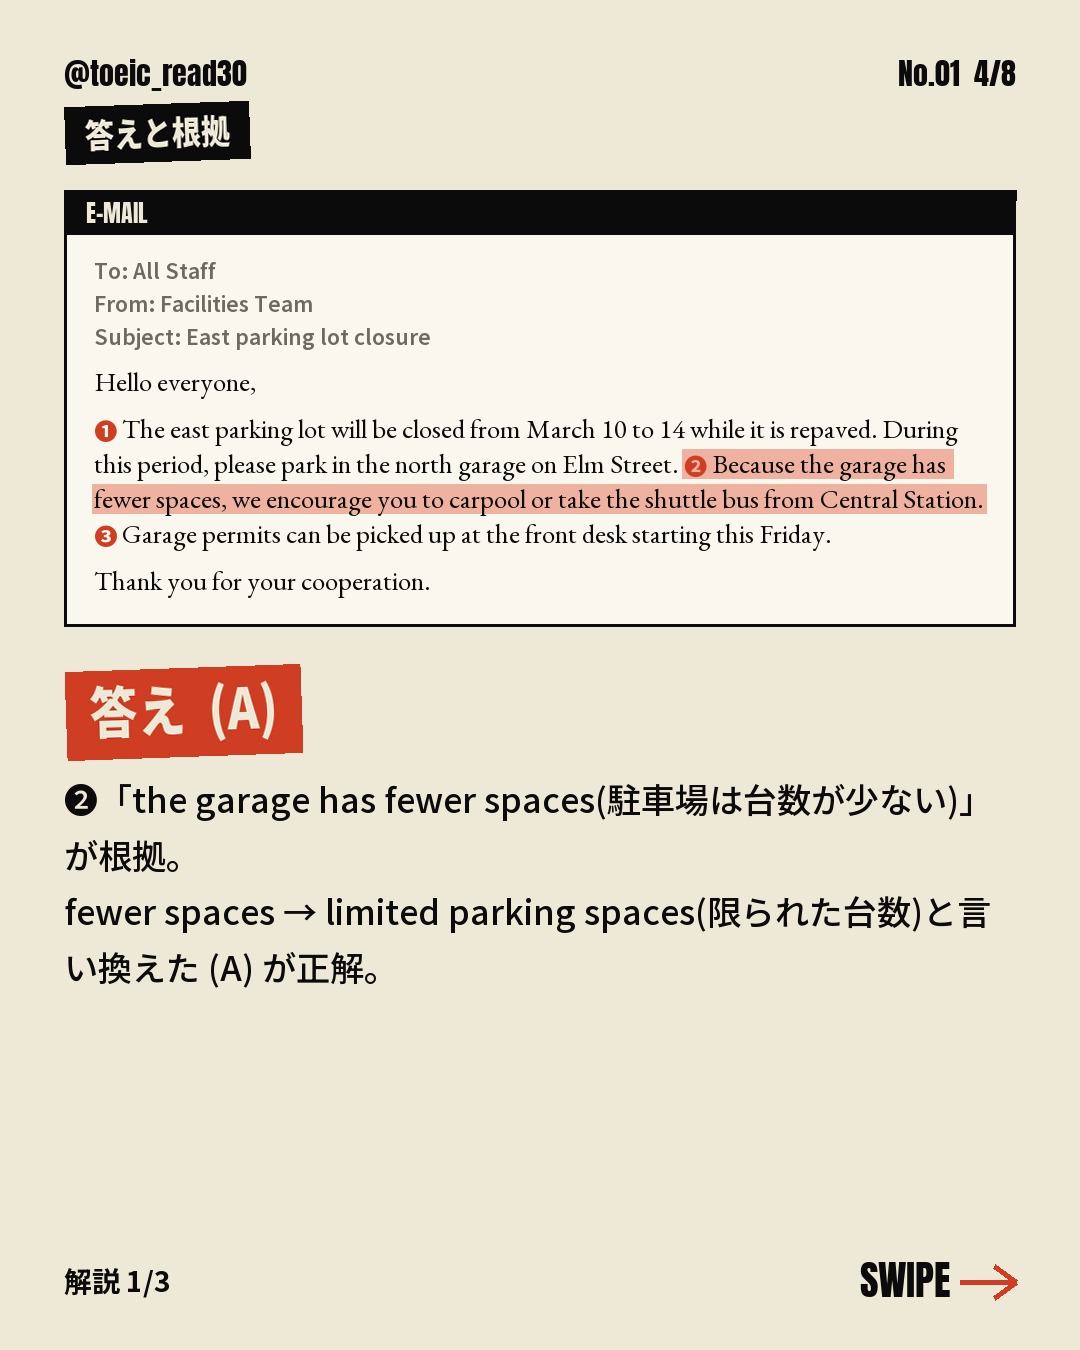 @toeic_read30
No.01 4/8
答えと根拠
E-MAIL
To: All Staff
From: Facilities Team
Subject: East parking lot closure
Hello everyone,
❶ The east parking lot will be closed from March 10 to 14 while it is repaved. During
this period, please park in the north garage on Elm Street. ❷ Because the garage has
fewer spaces, we encourage you to carpool or take the shuttle bus from Central Station.
❸ Garage permits can be picked up at the front desk starting this Friday.
Thank you for your cooperation.
答え (A)
❷「the garage has fewer spaces(駐車場は台数が少ない)」
が根拠。
fewer spaces → limited parking spaces(限られた台数)と言
い換えた (A) が正解。
解説 1/3
SWIPE →